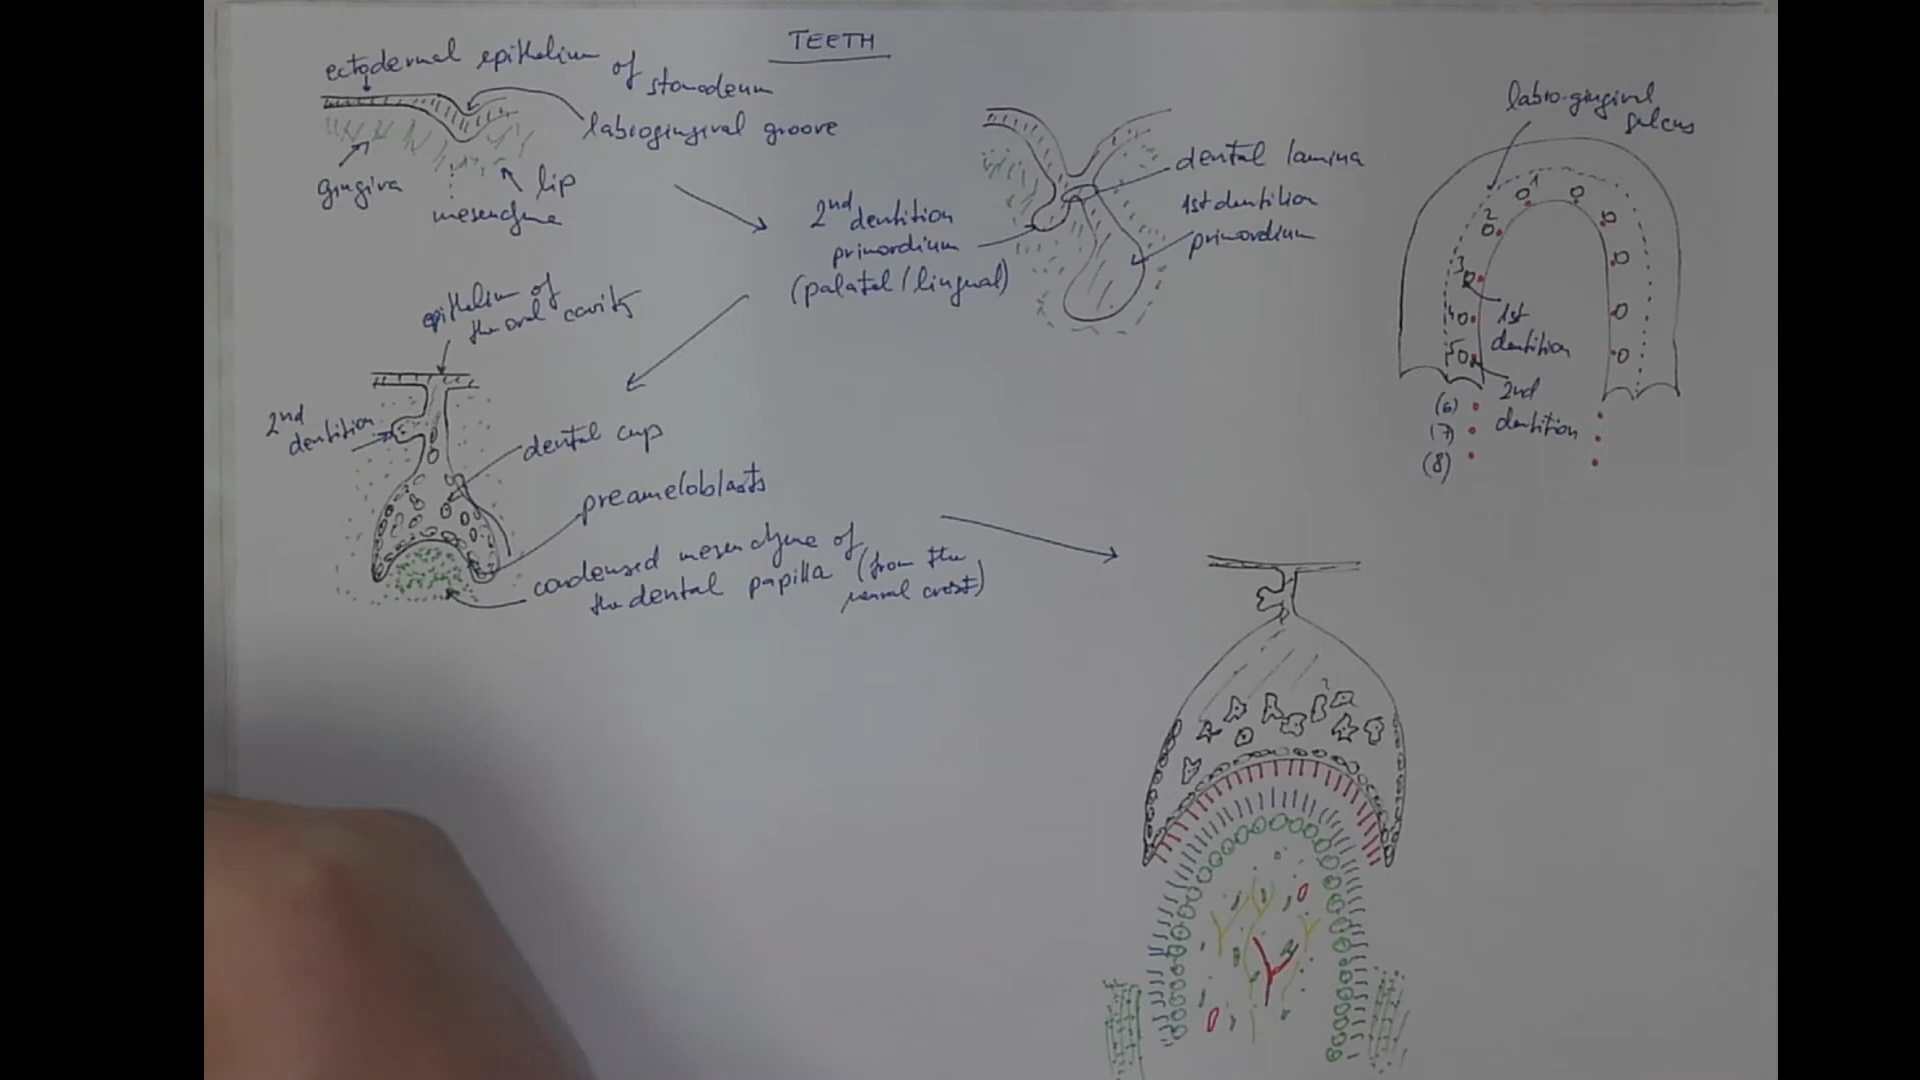 TEETH
ectodermal epithelium of
stomodeum
labiogingival groove
gingiva
lip
mesenchyme
2nd
dentition
primordium
(palatal/lingual)
dental lamina
1st dentition
primordium
labio-gingival
sulcus
1
2
3
4
5
1st
dentition
2nd
dentition
(6)
(7)
(8)
epithelium of
the oral cavity
2nd
dentition
dental cup
preameloblasts
condensed mesenchyme of
the dental papilla (from the
neural crest)